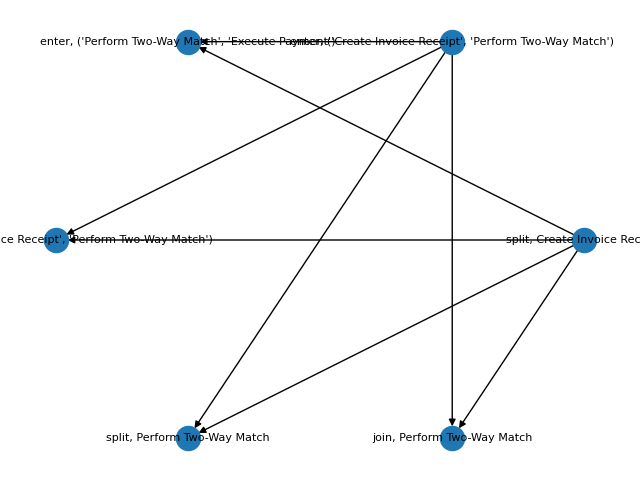 enter, ('Perform Two-Way Match', 'Execute Payment')
enter, ('Create Invoice Receipt', 'Perform Two-Way Match')
ce Receipt', 'Perform Two-Way Match')
split, Create Invoice Rec
split, Perform Two-Way Match
join, Perform Two-Way Match